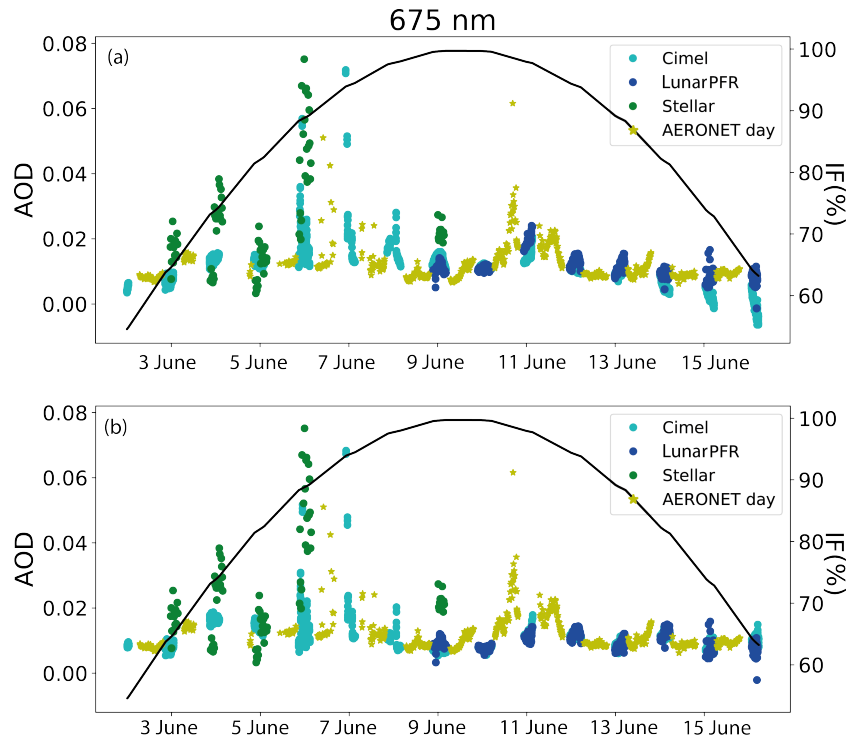 675 nm
(a)
Cimel
LunarPFR
Stellar
AERONET day
0.08
0.06
0.04
0.02
0.00
AOD
100
90
80
70
60
IF(%)
3 June 5 June 7 June 9 June 11 June 13 June 15 June
(b)
Cimel
LunarPFR
Stellar
AERONET day
0.08
0.06
0.04
0.02
0.00
AOD
100
90
80
70
60
IF(%)
3 June 5 June 7 June 9 June 11 June 13 June 15 June